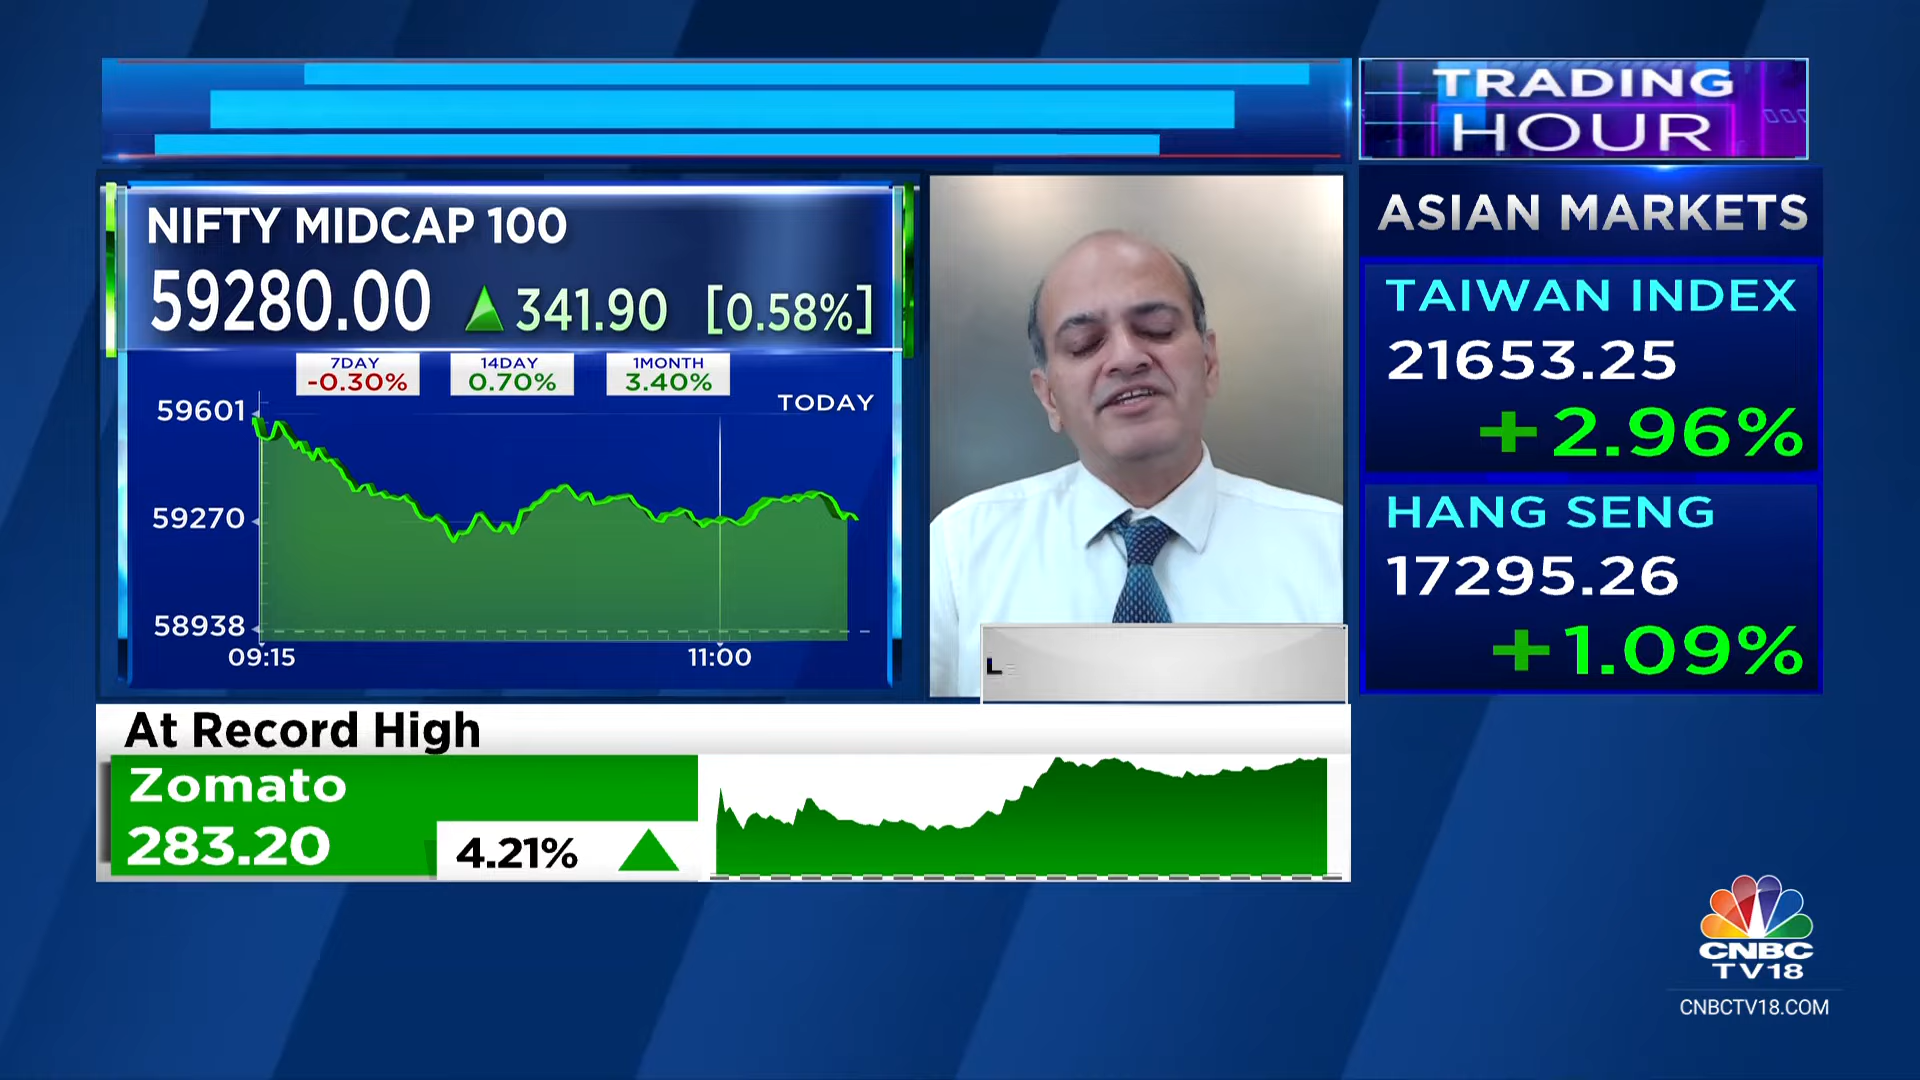 TRADING
HOUR
NIFTY MIDCAP 100
59280.00 ▲ 341.90 [0.58%]
7DAY
-0.30%
14DAY
0.70%
1MONTH
3.40%
TODAY
59601
59270
58938
09:15
11:00
ASIAN MARKETS
TAIWAN INDEX
21653.25
+2.96%
HANG SENG
17295.26
+1.09%
L
At Record High
Zomato
283.20
4.21%
CNBC
TV18
CNBCTV18.COM